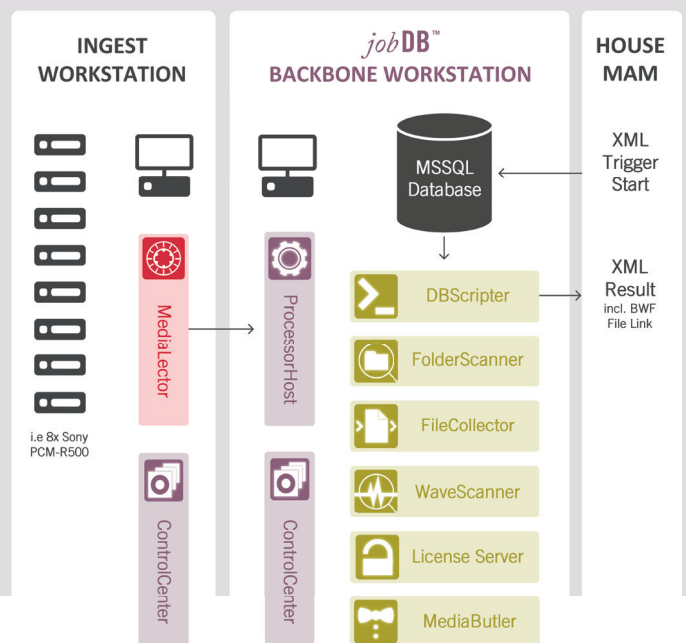 INGEST
WORKSTATION
i.e 8x Sony
PCM-R500
MediaLector
ControlCenter
jobDB™
BACKBONE WORKSTATION
ProcessorHost
ControlCenter
MSSQL
Database
DBScripter
FolderScanner
FileCollector
WaveScanner
License Server
MediaButler
HOUSE
MAM
XML
Trigger
Start
XML
Result
incl. BWF
File Link